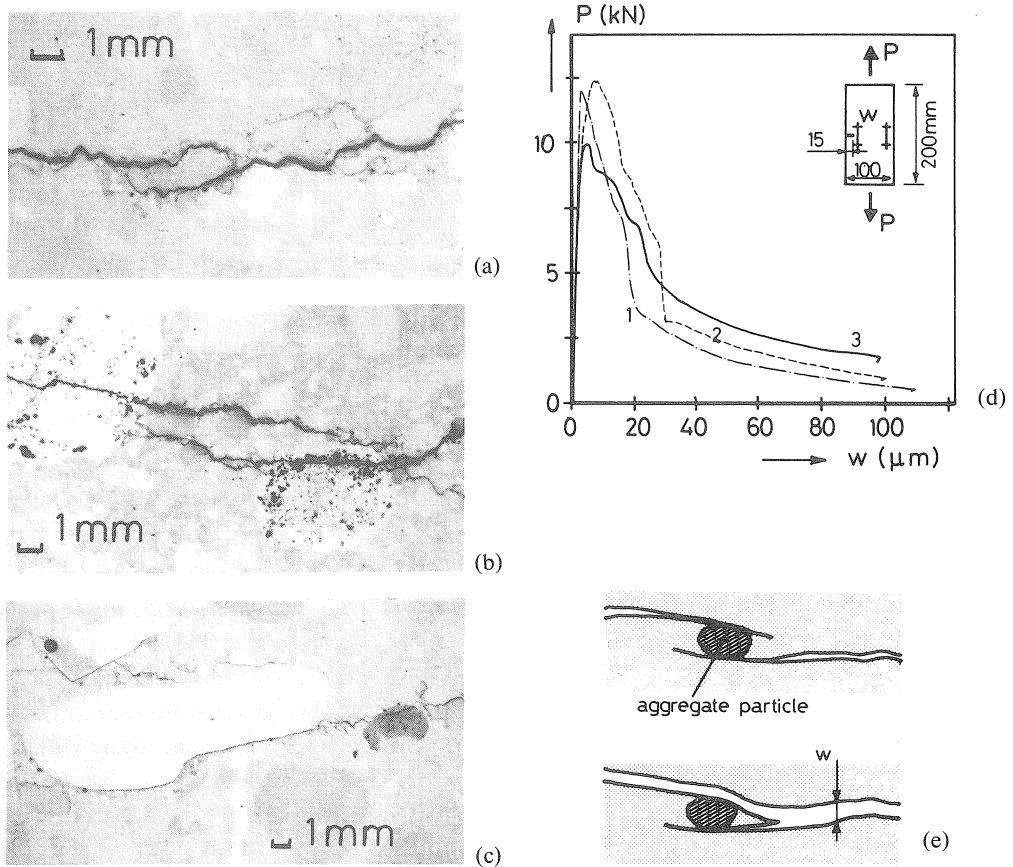 1mm
(a)
1mm
(b)
1mm
(c)
P (kN)
10
5
0
0 20 40 60 80 100
w (μm)
1
2
3
P
w
15
100
200mm
P
(d)
aggregate particle
w
(e)